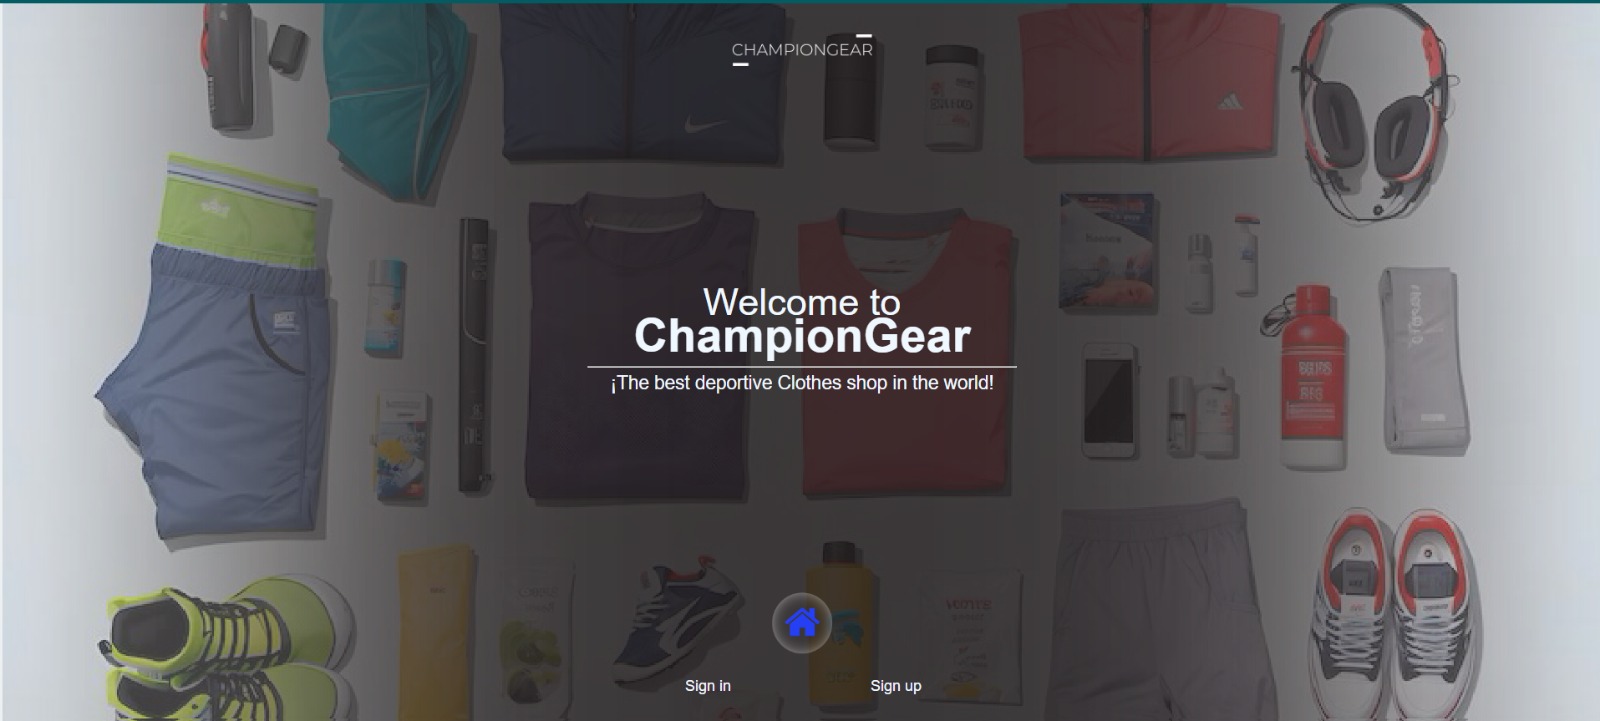 CHAMPIONGEAR
Welcome to
ChampionGear
¡The best deportive Clothes shop in the world!
Sign in
Sign up